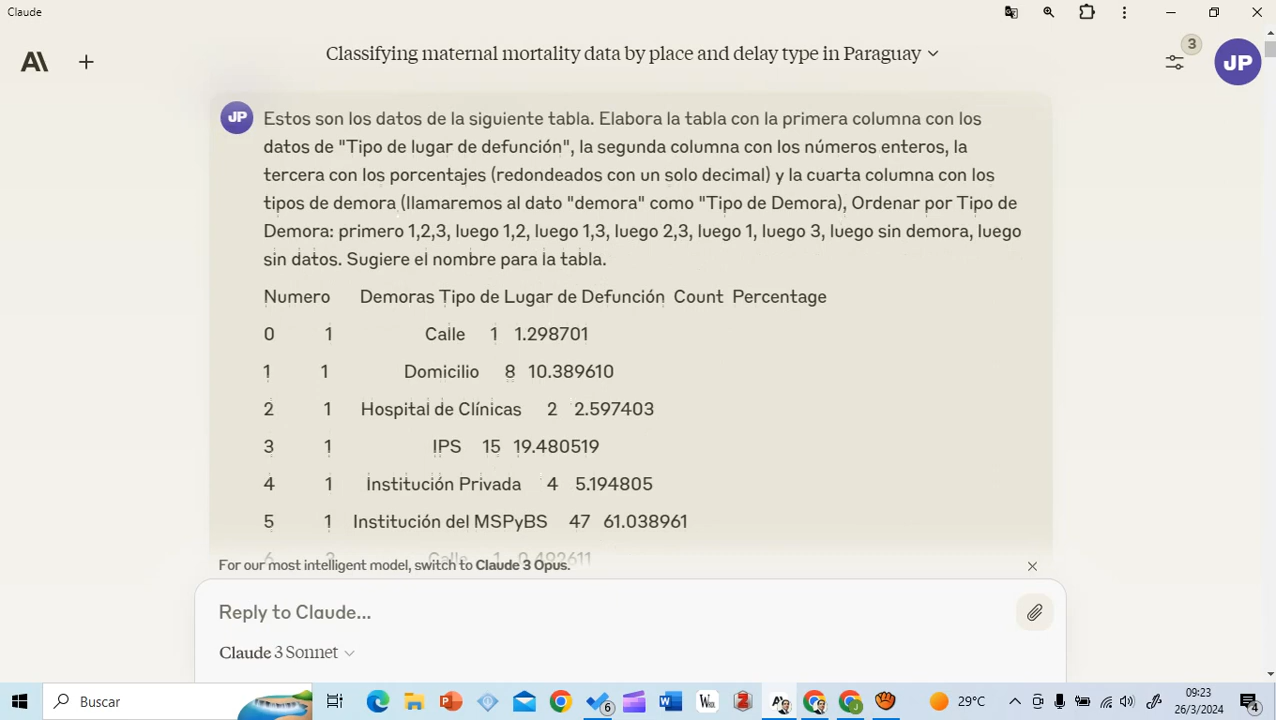 Claude
Classifying maternal mortality data by place and delay type in Paraguay
3
JP
JP
Estos son los datos de la siguiente tabla. Elabora la tabla con la primera columna con los
datos de "Tipo de lugar de defunción", la segunda columna con los números enteros, la
tercera con los porcentajes (redondeados con un solo decimal) y la cuarta columna con los
tipos de demora (llamaremos al dato "demora" como "Tipo de Demora), Ordenar por Tipo de
Demora: primero 1,2,3, luego 1,2, luego 1,3, luego 2,3, luego 1, luego 3, luego sin demora, luego
sin datos. Sugiere el nombre para la tabla.
Numero Demoras Tipo de Lugar de Defunción Count Percentage
0 1 Calle 1 1.298701
1 1 Domicilio 8 10.389610
2 1 Hospital de Clínicas 2 2.597403
3 1 IPS 15 19.480519
4 1 Institución Privada 4 5.194805
5 1 Institución del MSPyBS 47 61.038961
6 Calle 1 0.492611
For our most intelligent model, switch to Claude 3 Opus.
Reply to Claude...
Claude 3 Sonnet
Buscar
6
29°C
09:23
26/3/2024
4